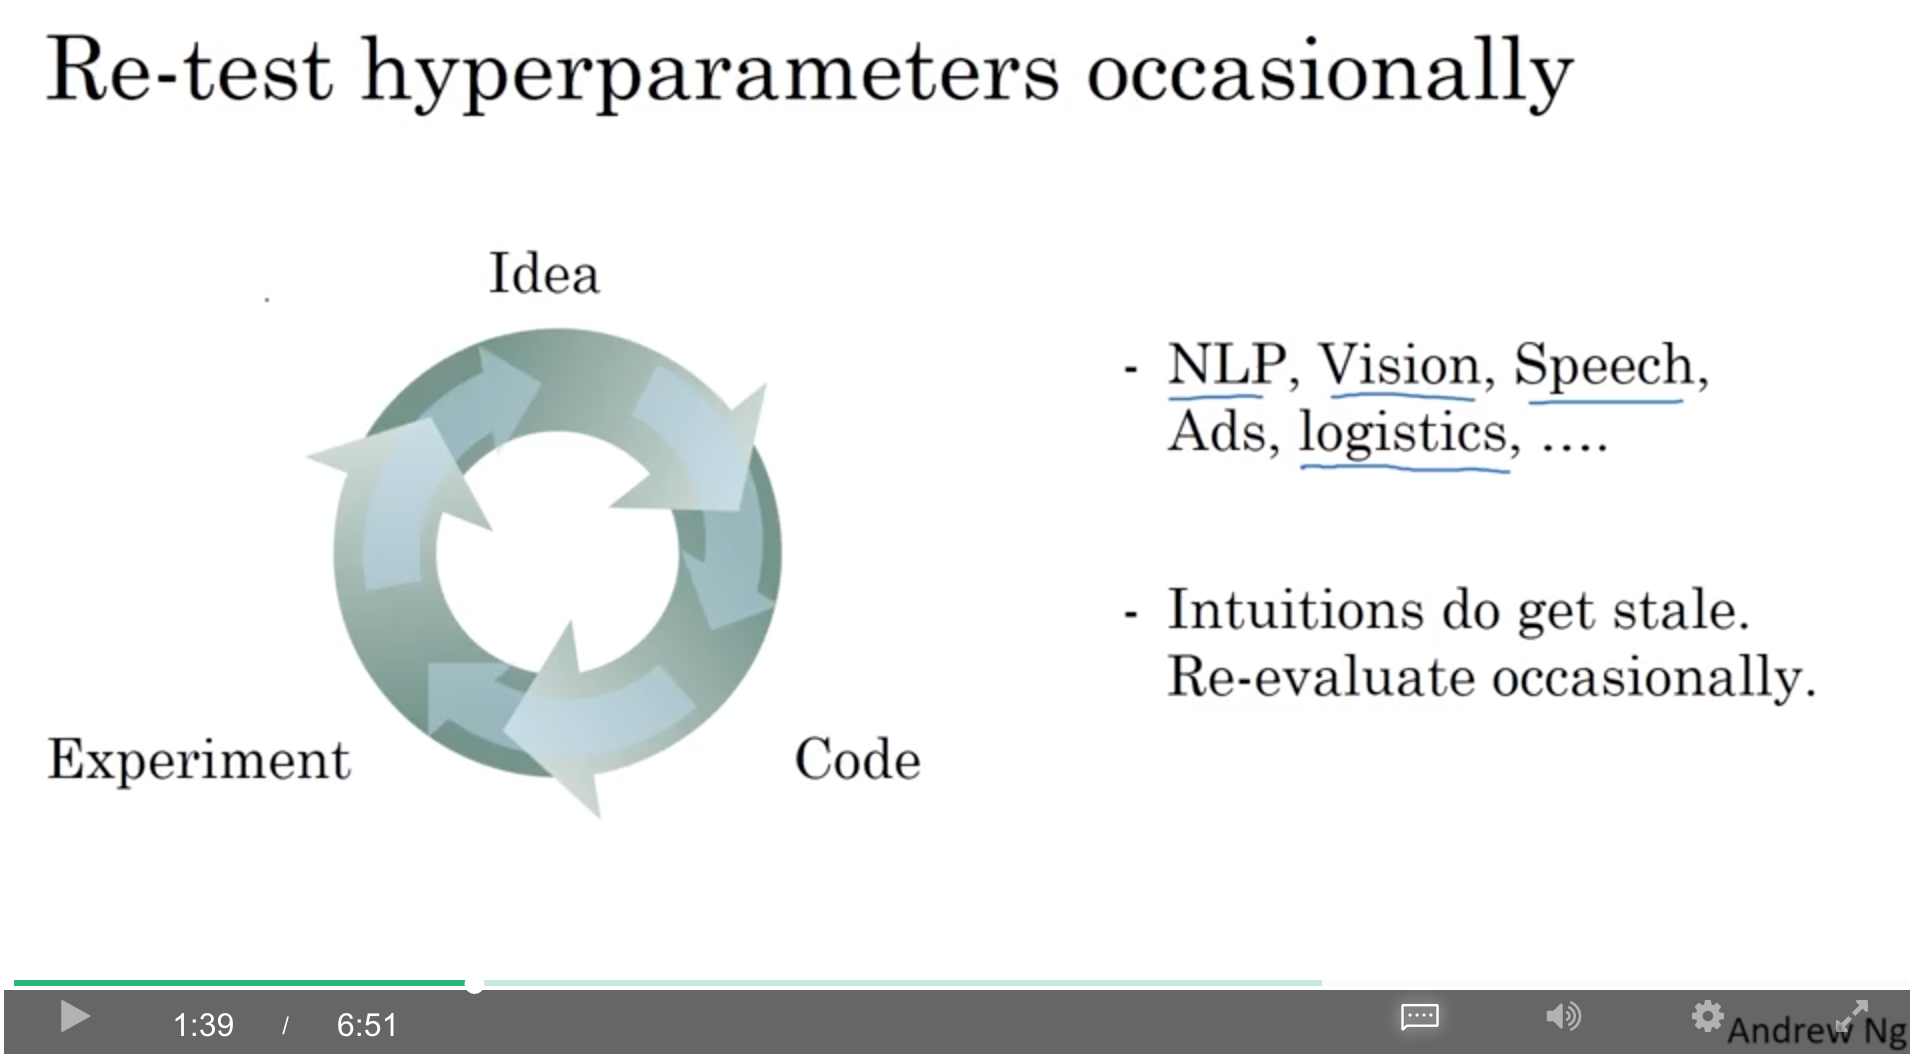 Re-test hyperparameters occasionally
Idea
Experiment
Code
- NLP, Vision, Speech,
Ads, logistics, ....
- Intuitions do get stale.
Re-evaluate occasionally.
1:39 / 6:51
Andrew Ng